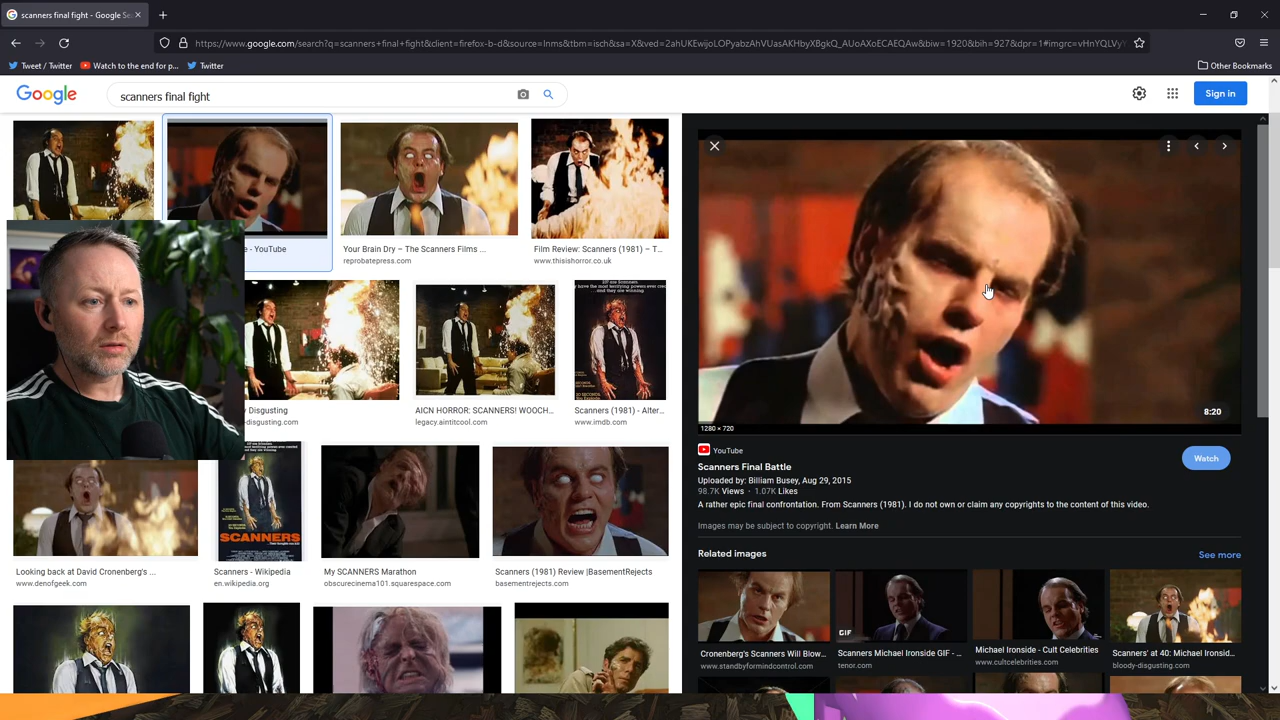 scanners final fight - Google Se
https://www.google.com/search?q=scanners+final+fight&client=firefox-b-d&source=lnms&tbm=isch&sa=X&ved=2ahUKEwijoLOPyabzAhVUasAKHbyXBgkQ_AUoAXoECAEQAw&biw=1920&bih=927&dpr=1#imgrc=vHnYQLVyY
Tweet / Twitter
Watch to the end for p...
Twitter
Other Bookmarks
Google
scanners final fight
Sign in
e - YouTube
Your Brain Dry – The Scanners Films ...
reprobatepress.com
Film Review: Scanners (1981) – T...
www.thisishorror.co.uk
8:20
1280 × 720
YouTube
Watch
Scanners Final Battle
Uploaded by: Billiam Busey, Aug 29, 2015
98.7K Views · 1.07K Likes
A rather epic final confrontation. From Scanners (1981). I do not own or claim any copyrights to the content of this video.
Images may be subject to copyright. Learn More
Disgusting
-disgusting.com
AICN HORROR: SCANNERS! WOOCH...
legacy.aintitcool.com
Scanners (1981) - Alter...
www.imdb.com
Related images
See more
SCANNERS
Looking back at David Cronenberg's ...
www.denofgeek.com
Scanners - Wikipedia
en.wikipedia.org
My SCANNERS Marathon
obscurecinema101.squarespace.com
Scanners (1981) Review |BasementRejects
basementrejects.com
GIF
Cronenberg's Scanners Will Blow...
www.standbyformindcontrol.com
Scanners Michael Ironside GIF - ...
tenor.com
Michael Ironside - Cult Celebrities
www.cultcelebrities.com
Scanners' at 40: Michael Ironsid...
bloody-disgusting.com